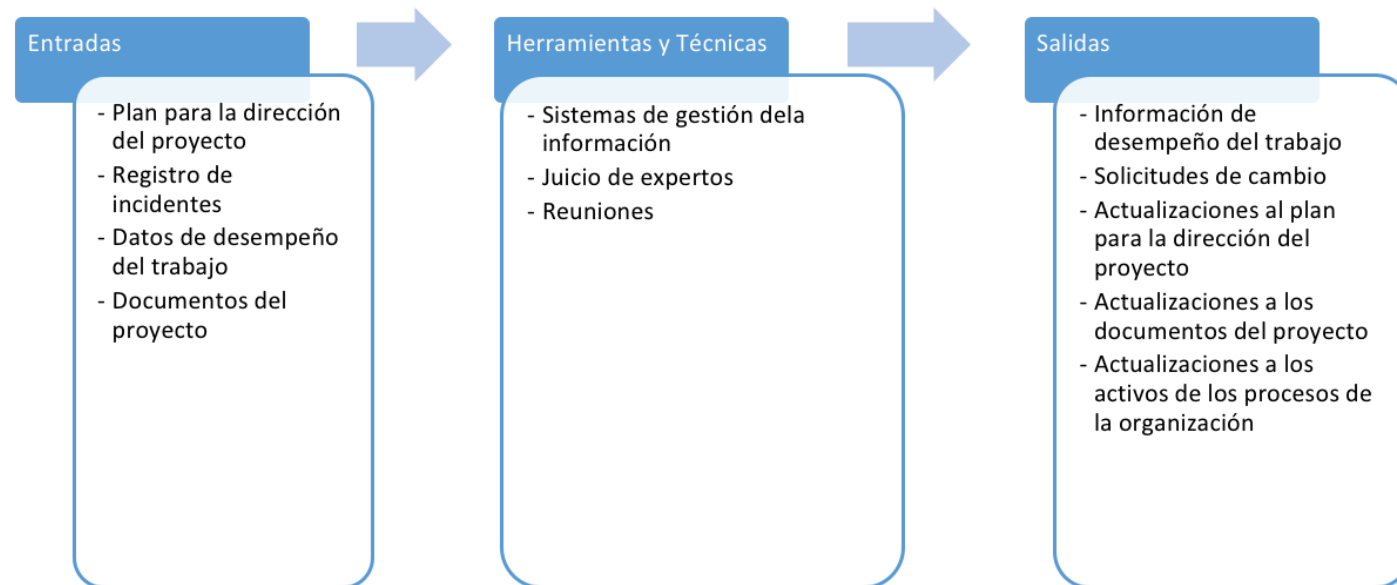 Entradas
- Plan para la dirección
del proyecto
- Registro de
incidentes
- Datos de desempeño
del trabajo
- Documentos del
proyecto
Herramientas y Técnicas
- Sistemas de gestión dela
información
- Juicio de expertos
- Reuniones
Salidas
- Información de
desempeño del trabajo
- Solicitudes de cambio
- Actualizaciones al plan
para la dirección del
proyecto
- Actualizaciones a los
documentos del proyecto
- Actualizaciones a los
activos de los procesos de
la organización